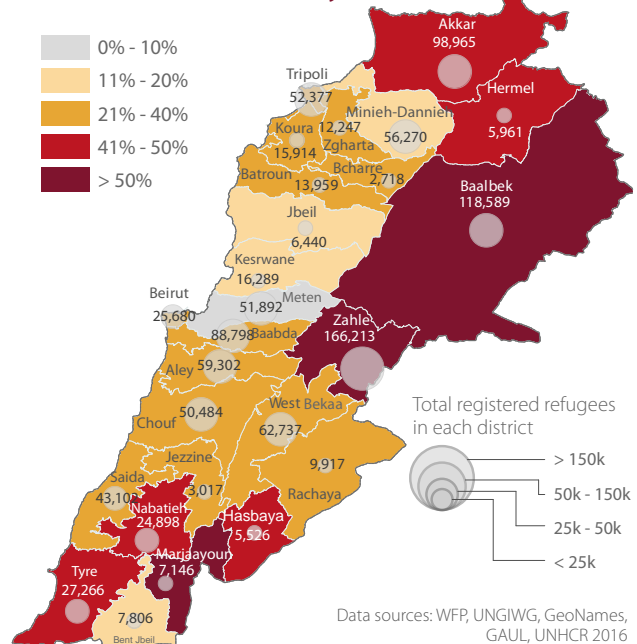 0% - 10%
11% - 20%
21% - 40%
41% - 50%
> 50%
Akkar
98,965
Hermel
5,961
Tripoli
52,377
Minieh-Dannien
56,270
12,247
Zgharta
Koura
15,914
Bcharre
2,718
Batroun
13,959
Baalbek
118,589
Jbeil
6,440
Kesrwane
16,289
Meten
51,892
Beirut
25,680
Zahle
166,213
88,798
Baabda
Aley
59,302
Chouf
50,484
West Bekaa
62,737
Jezzine
3,017
9,917
Rachaya
Saida
43,103
Nabatieh
24,898
Hasbaya
5,526
Marjaayoun
7,146
Tyre
27,266
7,806
Bent Jbeil
Total registered refugees
in each district
> 150k
50k - 150k
25k - 50k
< 25k
Data sources: WFP, UNGIWG, GeoNames,
GAUL, UNHCR 2016